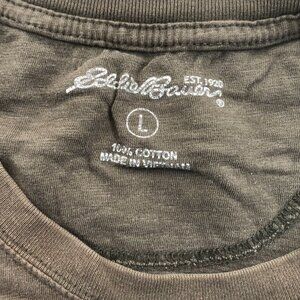 EST. 1920
Eddie Bauer®
L
100% COTTON
MADE IN VIETNAM